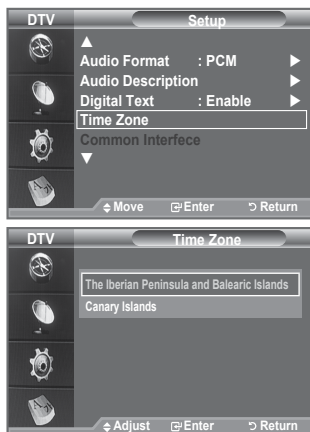 DTV Setup
▲
Audio Format : PCM ▶
Audio Description ▶
Digital Text : Enable ▶
Time Zone
Common Interfece
▼
Move Enter Return
DTV Time Zone
The Iberian Peninsula and Balearic Islands
Canary Islands
Adjust Enter Return